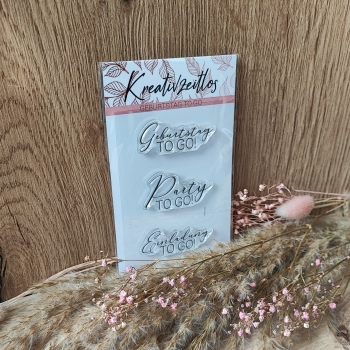 Kreativzeitlos
GEBURTSTAG TO GO
Geburtstag
TO GO!
Party
TO GO!
Einladung
TO GO!